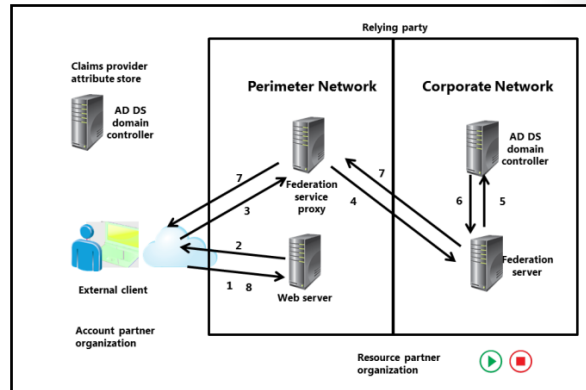 Relying party
Claims provider
attribute store
AD DS
domain
controller
Perimeter Network
Corporate Network
AD DS
domain
controller
7
3
Federation
service
proxy
4
7
6
5
2
1 8
Web server
Federation
server
External client
Account partner
organization
Resource partner
organization